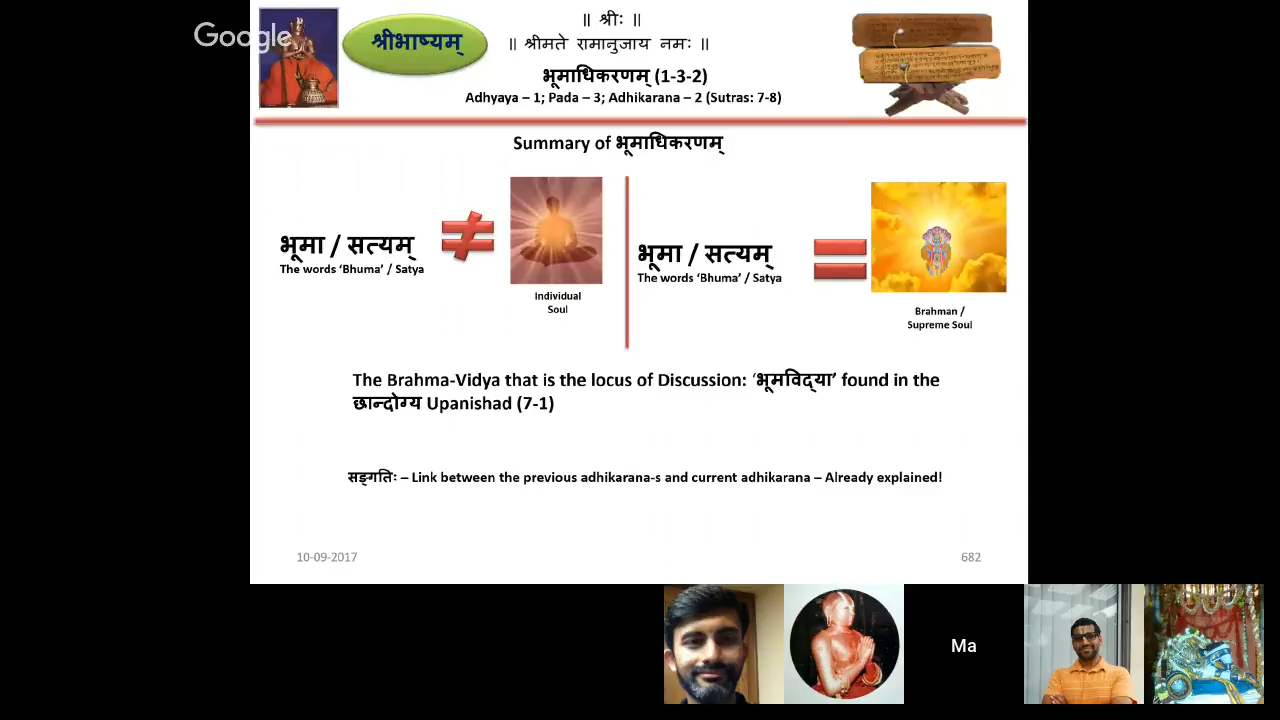 Google
श्रीभाष्यम्
॥ श्रीः ॥
॥ श्रीमते रामानुजाय नमः ॥
भूमाधिकरणम् (1-3-2)
Adhyaya – 1; Pada – 3; Adhikarana – 2 (Sutras: 7-8)
Summary of भूमाधिकरणम्
भूमा / सत्यम्
The words ‘Bhuma’ / Satya
Individual
Soul
भूमा / सत्यम्
The words ‘Bhuma’ / Satya
Brahman /
Supreme Soul
The Brahma-Vidya that is the locus of Discussion: ‘भूमविद्या’ found in the
छान्दोग्य Upanishad (7-1)
सङ्गतिः – Link between the previous adhikarana-s and current adhikarana – Already explained!
10-09-2017
682
Ma